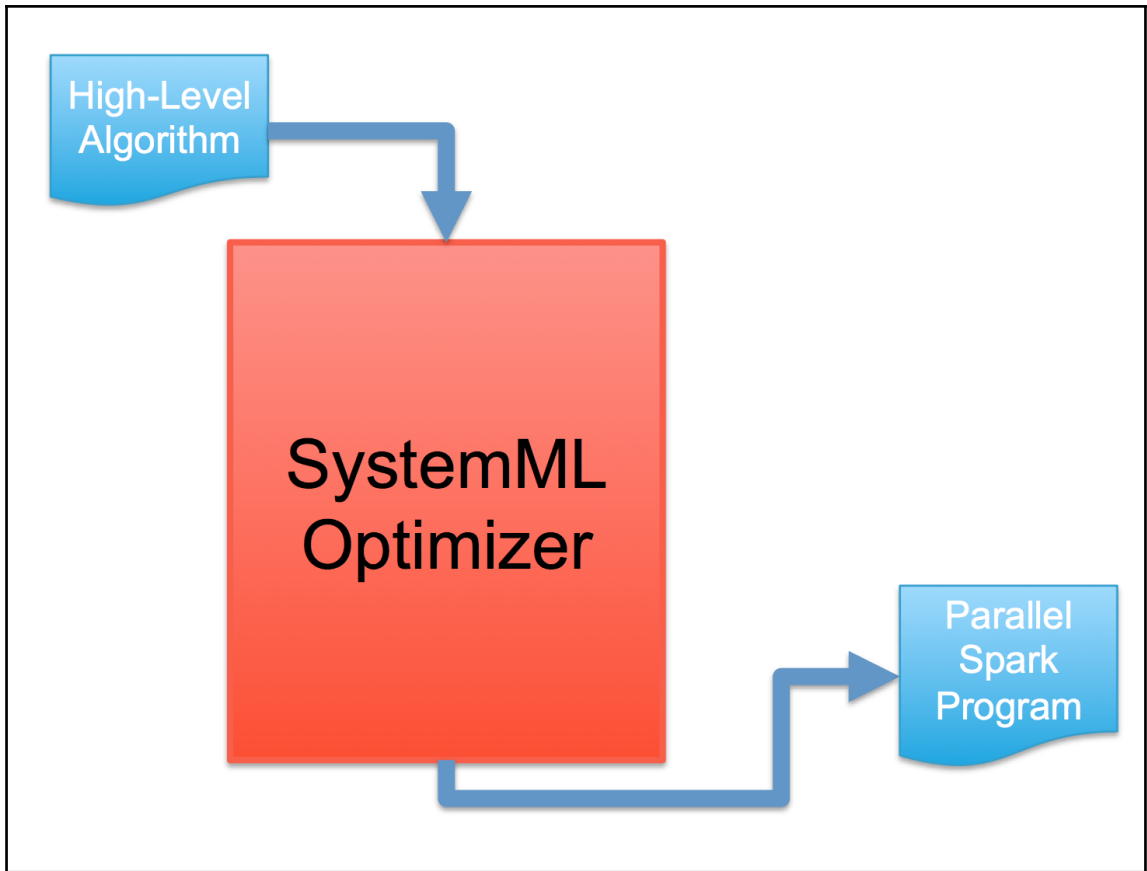 High-Level
Algorithm
SystemML
Optimizer
Parallel
Spark
Program